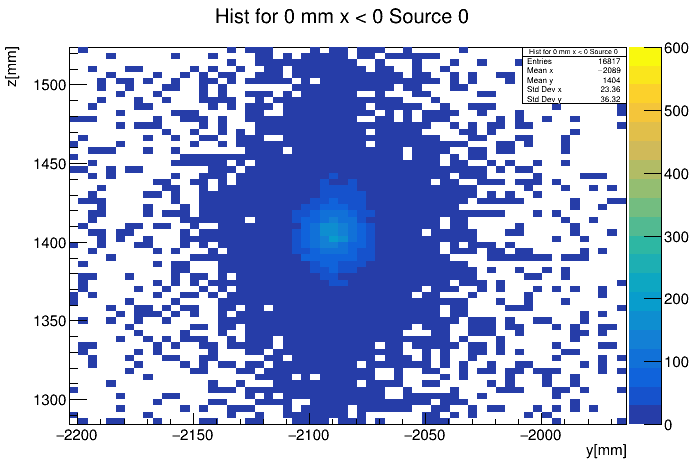 Hist for 0 mm x < 0 Source 0
z[mm]
Hist for 0 mm x < 0 Source 0
Entries 16817
Mean x −2089
Mean y 1404
Std Dev x 23.36
Std Dev y 36.32
1500
1450
1400
1350
1300
600
500
400
300
200
100
0
−2200 −2150 −2100 −2050 −2000
y[mm]